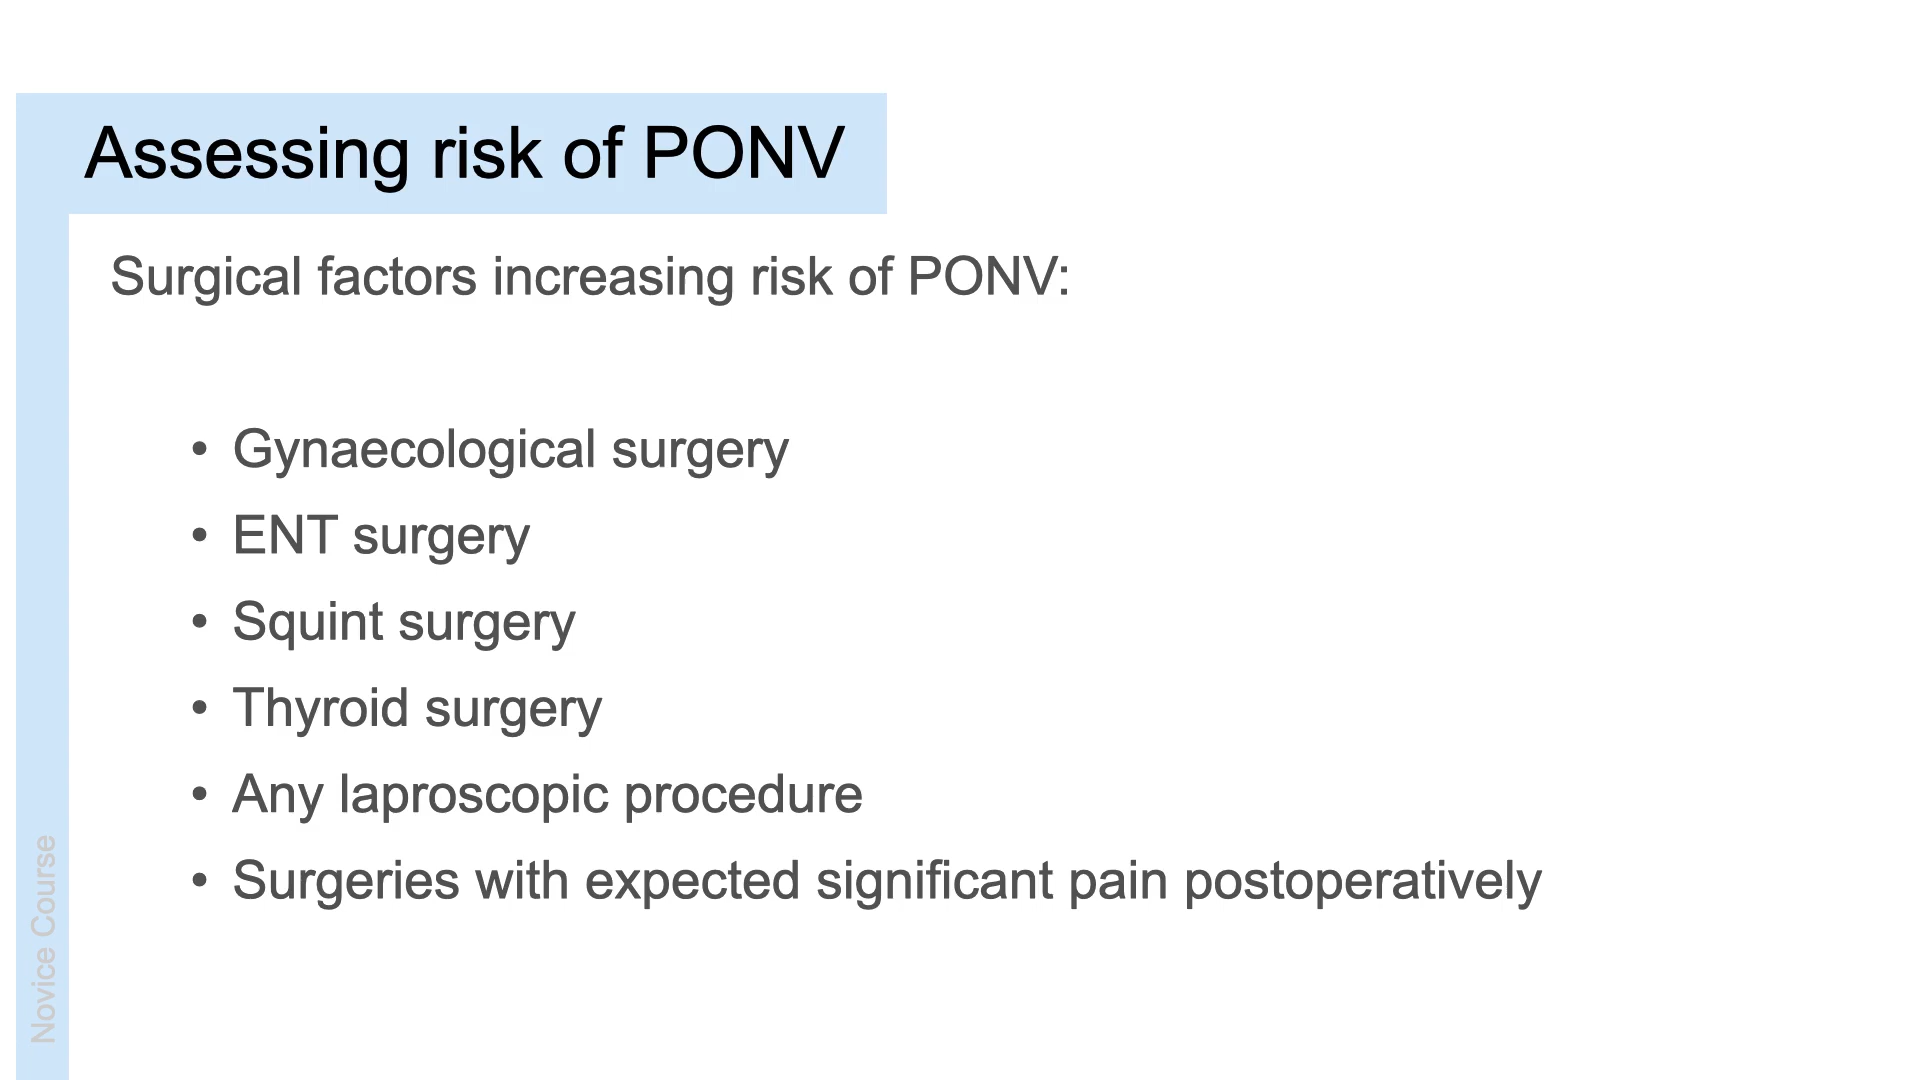 Assessing risk of PONV
Surgical factors increasing risk of PONV:
• Gynaecological surgery
• ENT surgery
• Squint surgery
• Thyroid surgery
• Any laproscopic procedure
• Surgeries with expected significant pain postoperatively
Novice Course